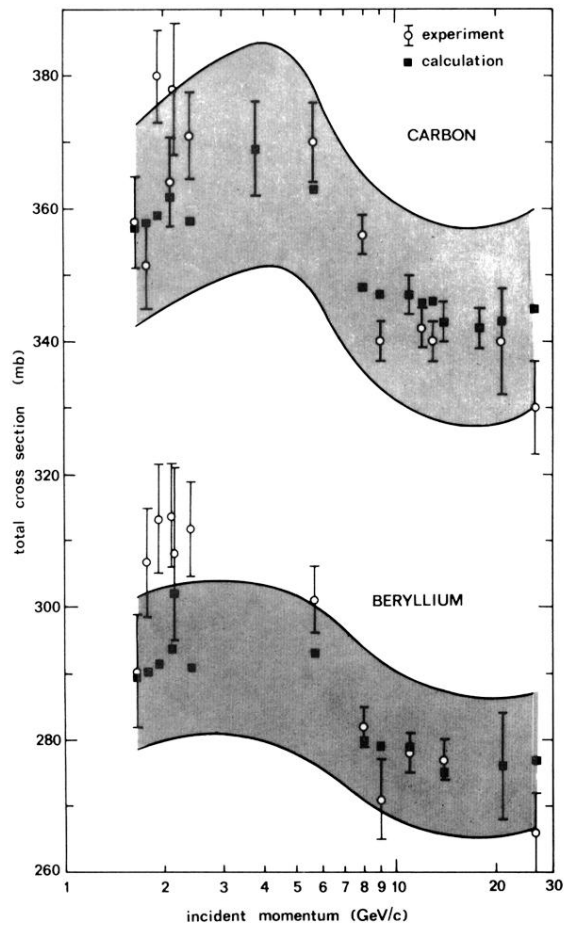 experiment
calculation
380
CARBON
360
340
320
300
BERYLLIUM
280
260
total cross section (mb)
1 2 3 4 5 6 7 8 9 10 20 30
incident momentum (GeV/c)